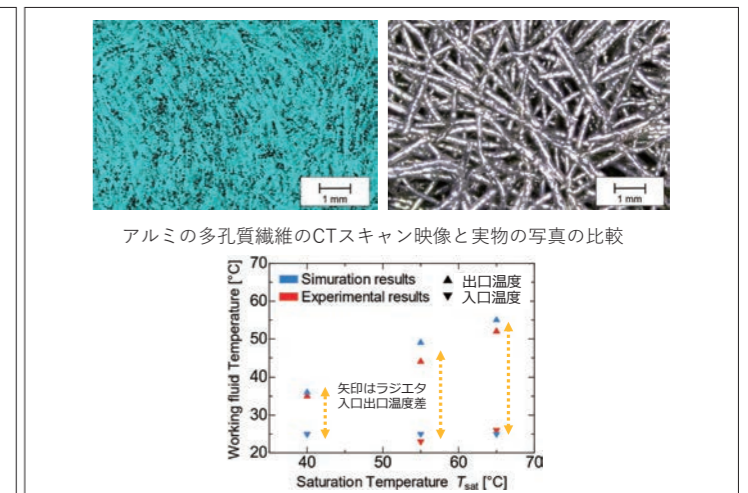 1 mm
1 mm
アルミの多孔質繊維のCTスキャン映像と実物の写真の比較
Working fluid Temperature [°C]
70
60
50
40
30
20
Simuration results
Experimental results
▲ 出口温度
▼ 入口温度
矢印はラジエタ
入口出口温度差
40
50
60
70
Saturation Temperature Tsat [°C]